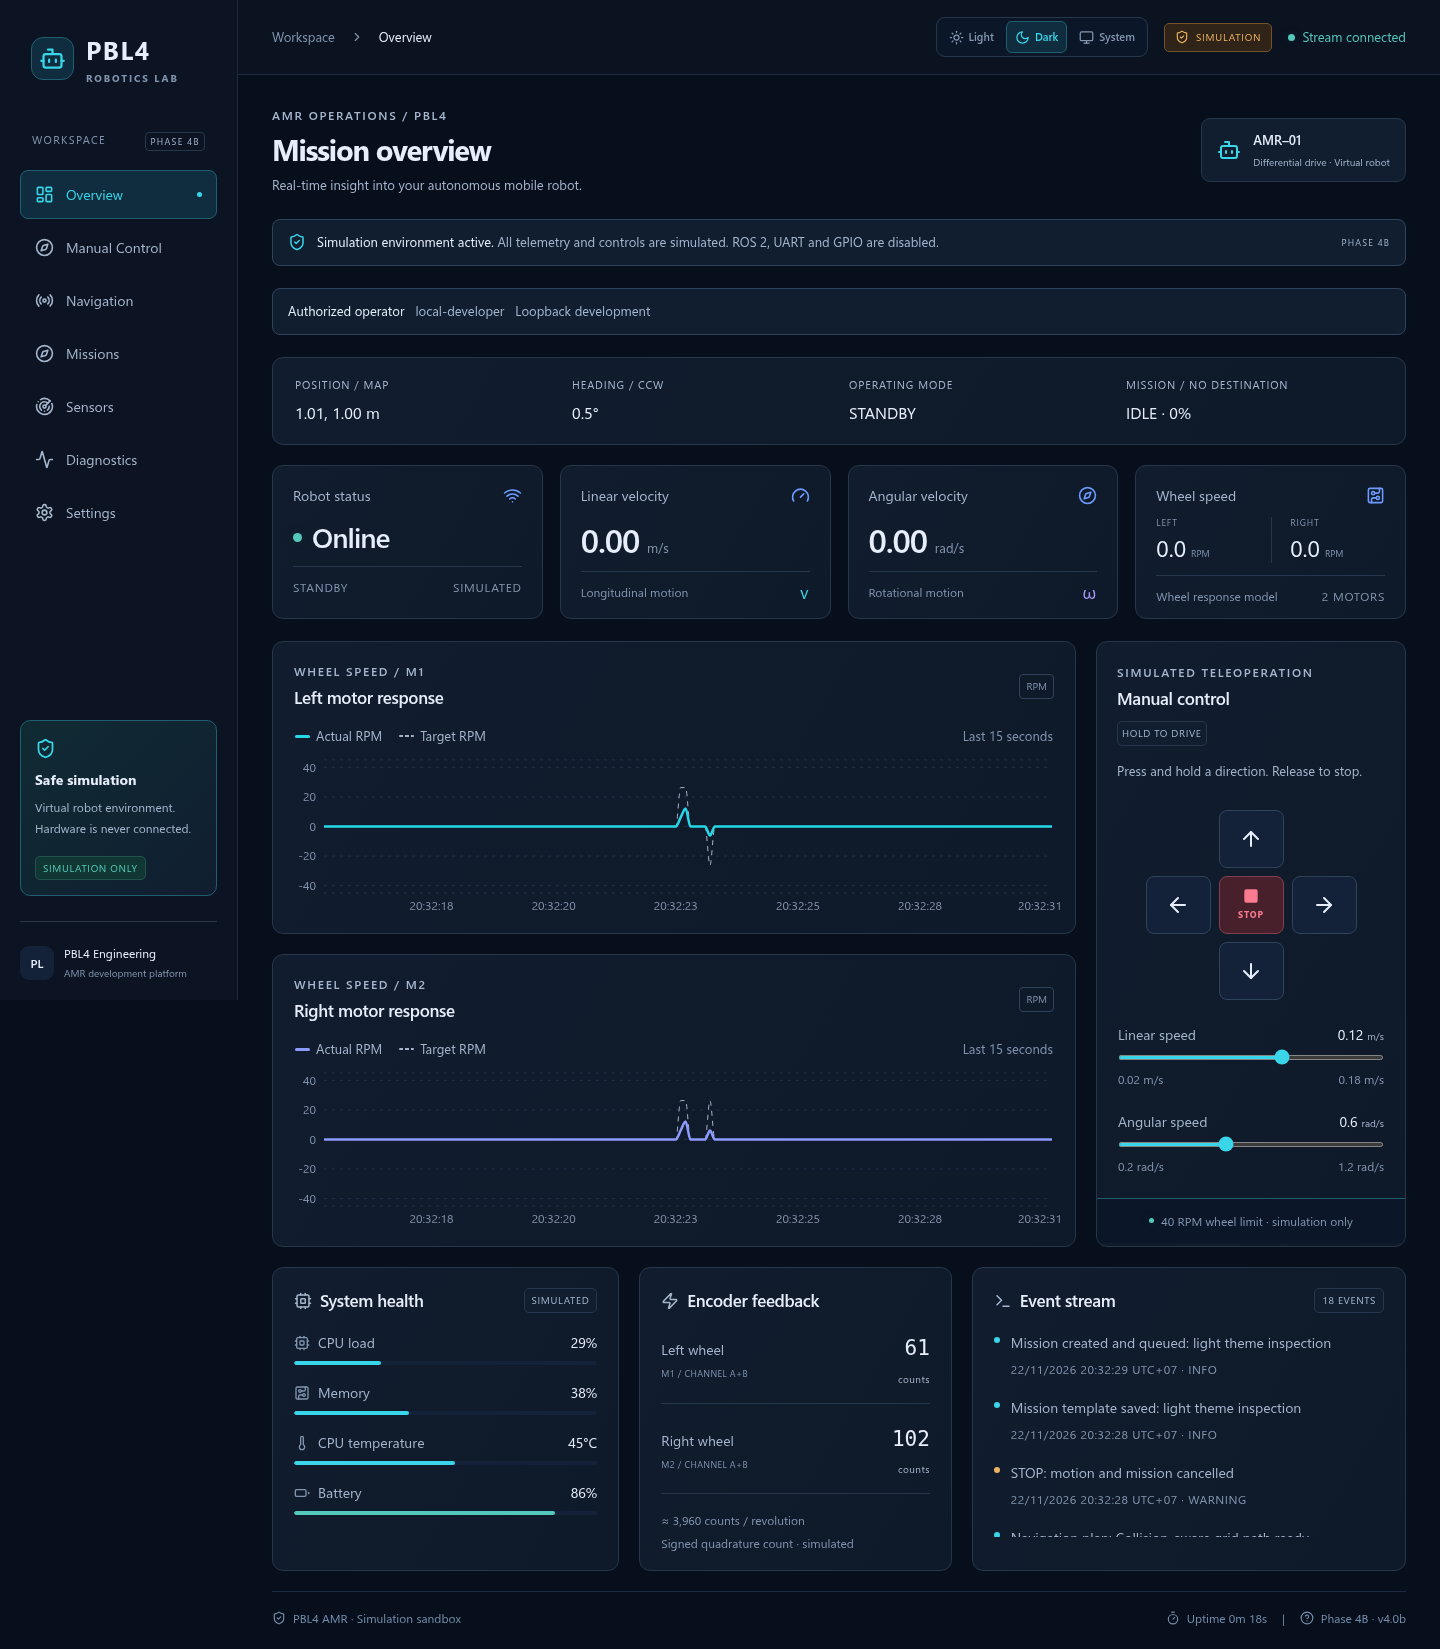 PBL4
ROBOTICS LAB
WORKSPACE
PHASE 4B
Overview
Manual Control
Navigation
Missions
Sensors
Diagnostics
Settings
Safe simulation
Virtual robot environment.
Hardware is never connected.
SIMULATION ONLY
PL
PBL4 Engineering
AMR development platform
Workspace > Overview
Light Dark System
SIMULATION
Stream connected
AMR OPERATIONS / PBL4
Mission overview
Real-time insight into your autonomous mobile robot.
AMR–01
Differential drive · Virtual robot
Simulation environment active. All telemetry and controls are simulated. ROS 2, UART and GPIO are disabled.
PHASE 4B
Authorized operator local-developer Loopback development
POSITION / MAP
1.01, 1.00 m
HEADING / CCW
0.5°
OPERATING MODE
STANDBY
MISSION / NO DESTINATION
IDLE · 0%
Robot status
Online
STANDBY SIMULATED
Linear velocity
0.00 m/s
Longitudinal motion v
Angular velocity
0.00 rad/s
Rotational motion ω
Wheel speed
LEFT
0.0 RPM
RIGHT
0.0 RPM
Wheel response model 2 MOTORS
WHEEL SPEED / M1
Left motor response
RPM
Actual RPM Target RPM Last 15 seconds
40
20
0
-20
-40
20:32:18 20:32:20 20:32:23 20:32:25 20:32:28 20:32:31
WHEEL SPEED / M2
Right motor response
RPM
Actual RPM Target RPM Last 15 seconds
40
20
0
-20
-40
20:32:18 20:32:20 20:32:23 20:32:25 20:32:28 20:32:31
SIMULATED TELEOPERATION
Manual control
HOLD TO DRIVE
Press and hold a direction. Release to stop.
STOP
Linear speed 0.12 m/s
0.02 m/s 0.18 m/s
Angular speed 0.6 rad/s
0.2 rad/s 1.2 rad/s
40 RPM wheel limit · simulation only
System health
SIMULATED
CPU load 29%
Memory 38%
CPU temperature 45°C
Battery 86%
Encoder feedback
Left wheel 61
M1 / CHANNEL A+B counts
Right wheel 102
M2 / CHANNEL A+B counts
≈ 3,960 counts / revolution
Signed quadrature count · simulated
Event stream
18 EVENTS
Mission created and queued: light theme inspection
22/11/2026 20:32:29 UTC+07 · INFO
Mission template saved: light theme inspection
22/11/2026 20:32:28 UTC+07 · INFO
STOP: motion and mission cancelled
22/11/2026 20:32:28 UTC+07 · WARNING
Navigation plan: Collision-aware grid path ready
PBL4 AMR · Simulation sandbox
Uptime 0m 18s | Phase 4B · v4.0b